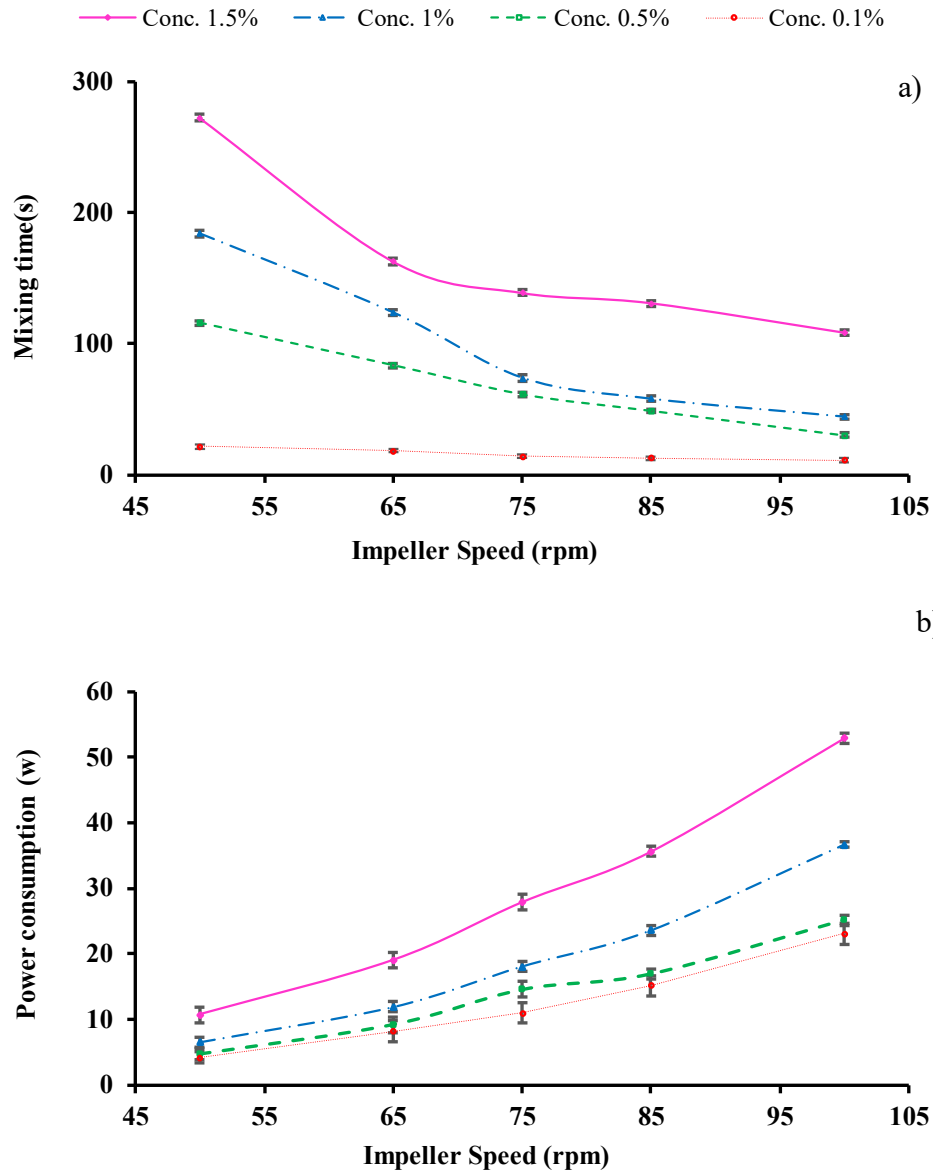 Conc. 1.5% Conc. 1% Conc. 0.5% Conc. 0.1%
a)
300
200
100
0
45 55 65 75 85 95 105
Mixing time(s)
Impeller Speed (rpm)
b)
60
50
40
30
20
10
0
45 55 65 75 85 95 105
Power consumption (w)
Impeller Speed (rpm)